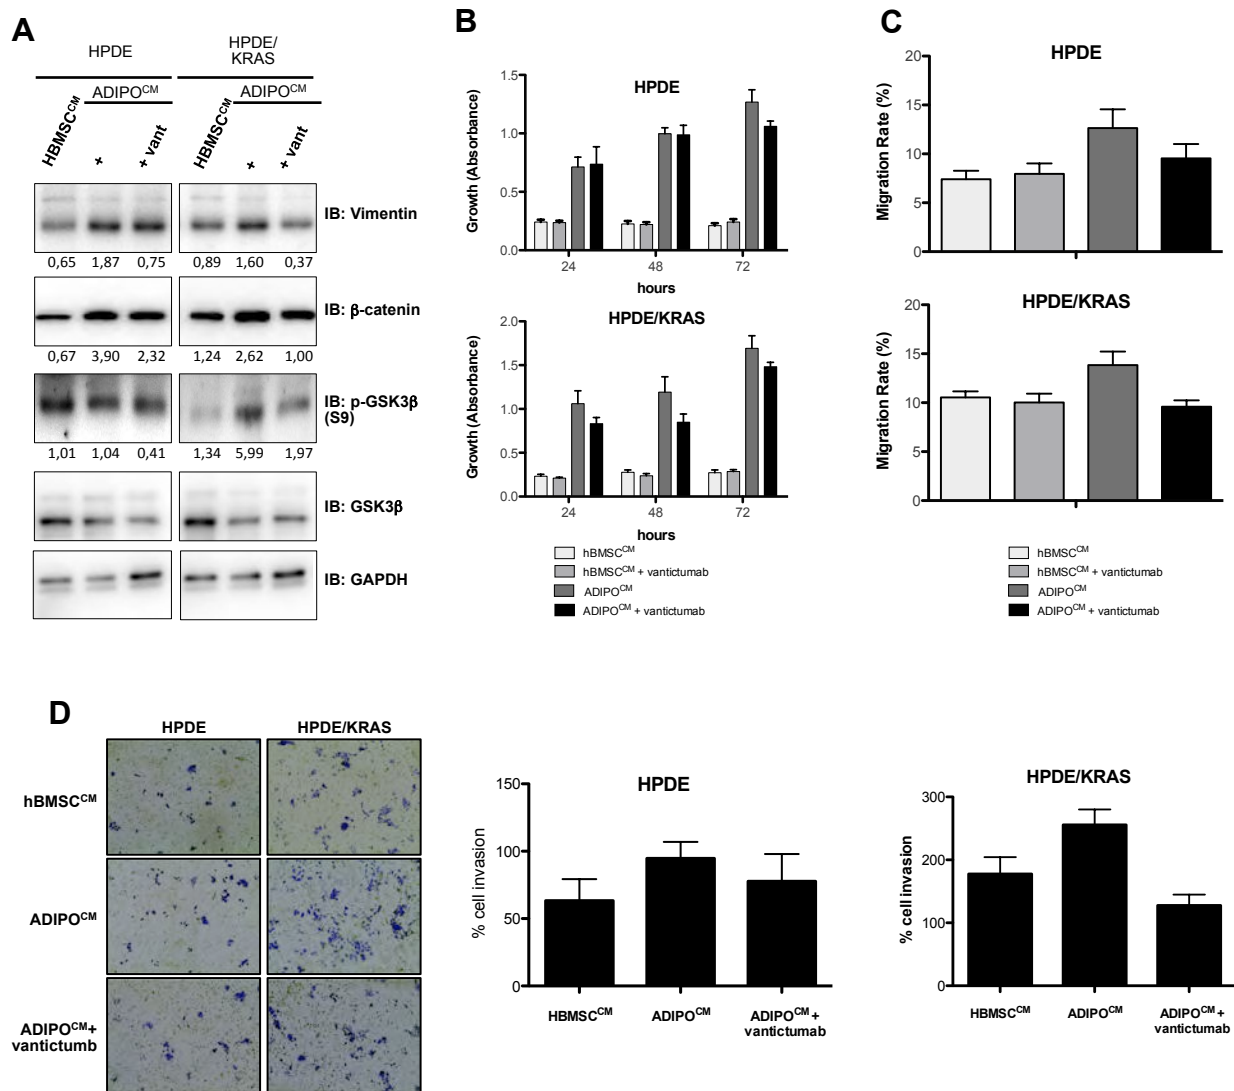 A
HPDE
HPDE/
KRAS
HBMSC^CM
ADIPO^CM
+
+ vant
HBMSC^CM
ADIPO^CM
+
+ vant
IB: Vimentin
0,65 1,87 0,75 0,89 1,60 0,37
IB: β-catenin
0,67 3,90 2,32 1,24 2,62 1,00
IB: p-GSK3β
(S9)
1,01 1,04 0,41 1,34 5,99 1,97
IB: GSK3β
IB: GAPDH
B
HPDE
Growth (Absorbance)
1.5
1.0
0.5
0.0
24 48 72
hours
HPDE/KRAS
Growth (Absorbance)
2.0
1.5
1.0
0.5
0.0
24 48 72
hours
hBMSC^CM
hBMSC^CM + vantictumab
ADIPO^CM
ADIPO^CM + vantictumab
C
HPDE
Migration Rate (%)
20
15
10
5
0
HPDE/KRAS
Migration Rate (%)
20
15
10
5
0
hBMSC^CM
hBMSC^CM + vantictumab
ADIPO^CM
ADIPO^CM + vantictumab
D
HPDE HPDE/KRAS
hBMSC^CM
ADIPO^CM
ADIPO^CM+
vantictumb
HPDE
% cell invasion
150
100
50
0
HBMSC^CM ADIPO^CM ADIPO^CM +
vantictumab
HPDE/KRAS
% cell invasion
300
200
100
0
HBMSC^CM ADIPO^CM ADIPO^CM +
vantictumab